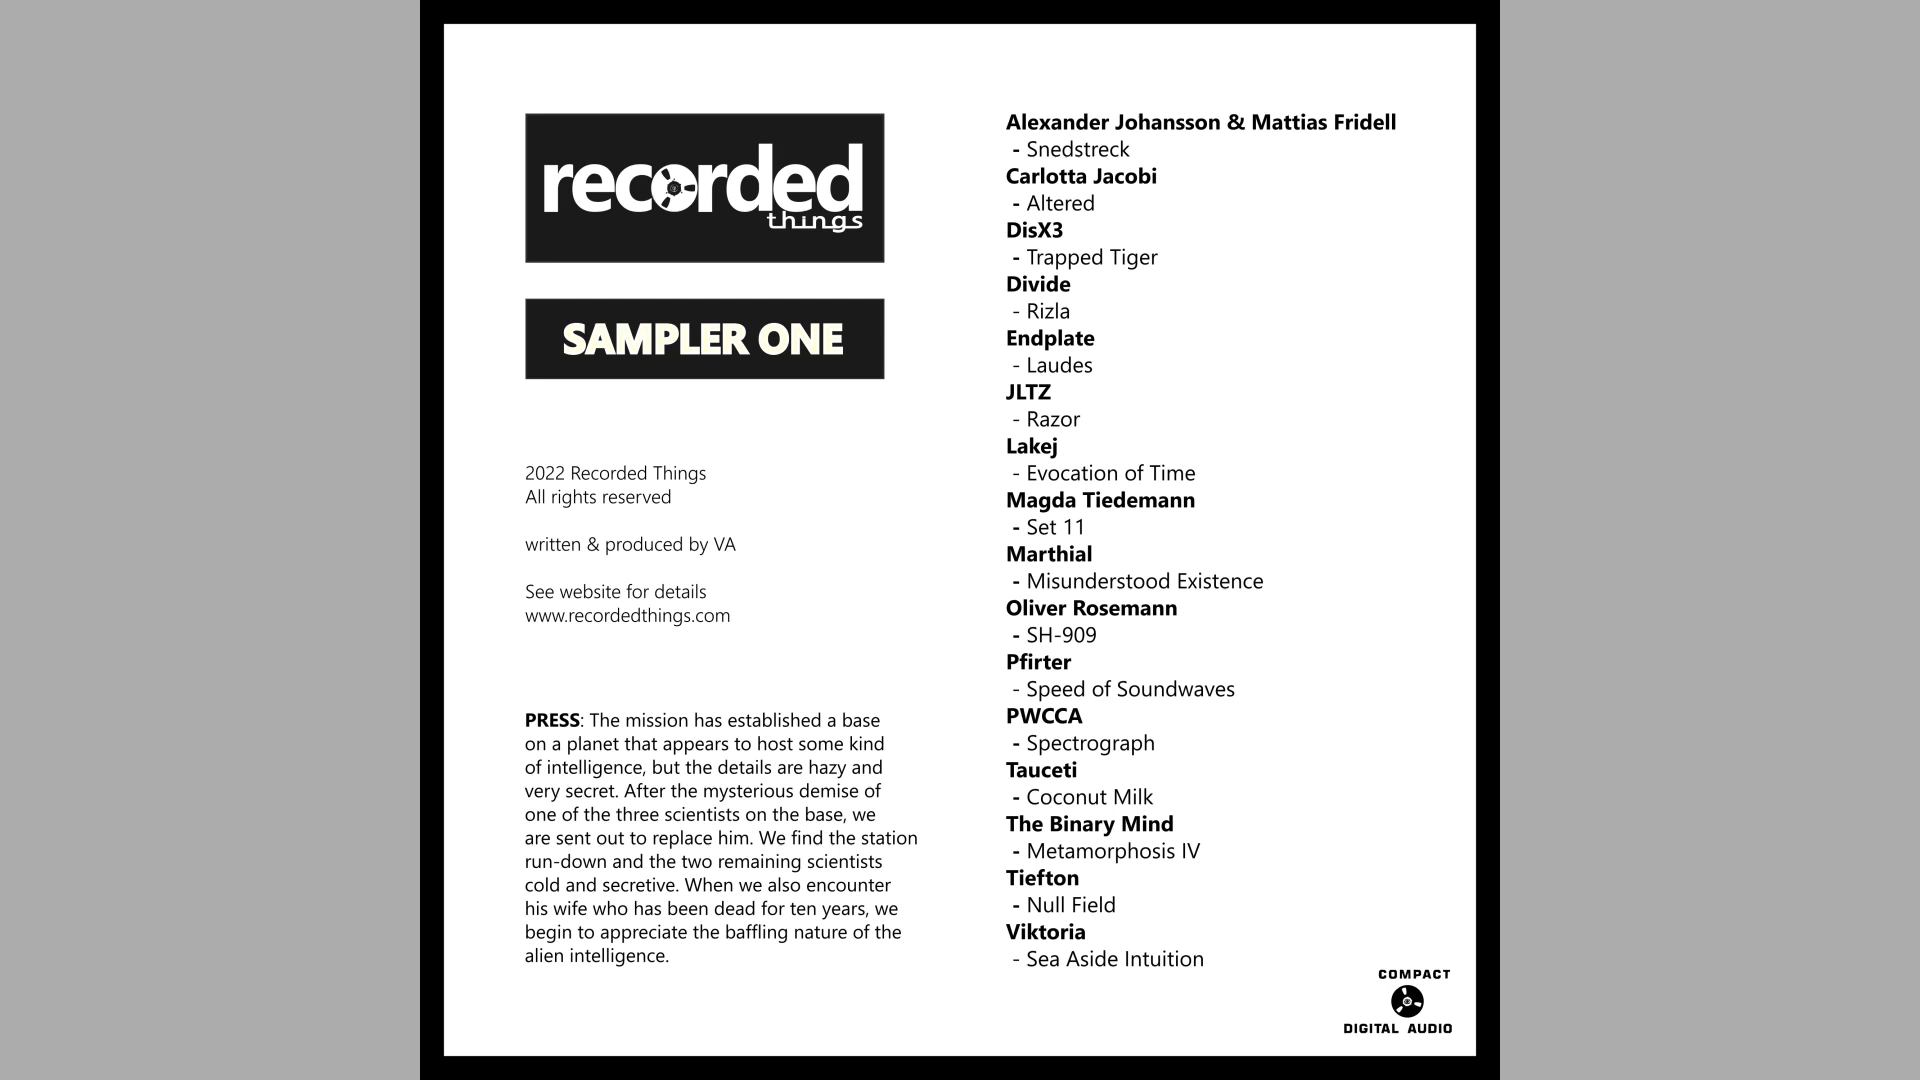 recorded
things
SAMPLER ONE
2022 Recorded Things
All rights reserved
written & produced by VA
See website for details
www.recordedthings.com
PRESS: The mission has established a base
on a planet that appears to host some kind
of intelligence, but the details are hazy and
very secret. After the mysterious demise of
one of the three scientists on the base, we
are sent out to replace him. We find the station
run-down and the two remaining scientists
cold and secretive. When we also encounter
his wife who has been dead for ten years, we
begin to appreciate the baffling nature of the
alien intelligence.
Alexander Johansson & Mattias Fridell
- Snedstreck
Carlotta Jacobi
- Altered
DisX3
- Trapped Tiger
Divide
- Rizla
Endplate
- Laudes
JLTZ
- Razor
Lakej
- Evocation of Time
Magda Tiedemann
- Set 11
Marthial
- Misunderstood Existence
Oliver Rosemann
- SH-909
Pfirter
- Speed of Soundwaves
PWCCA
- Spectrograph
Tauceti
- Coconut Milk
The Binary Mind
- Metamorphosis IV
Tiefton
- Null Field
Viktoria
- Sea Aside Intuition
COMPACT
DIGITAL AUDIO